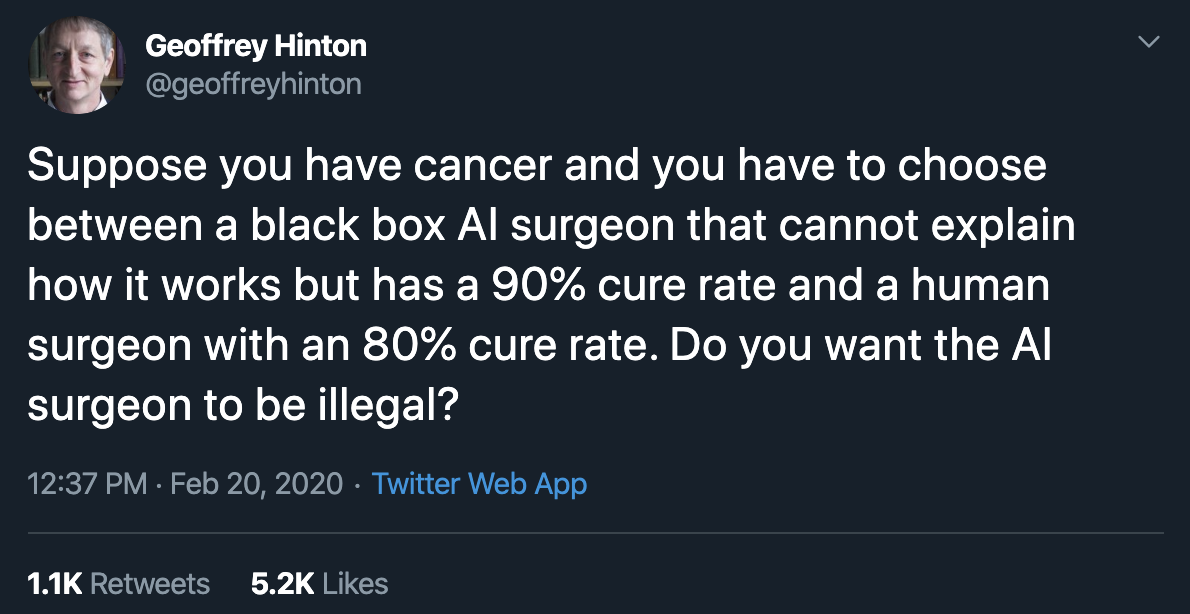 Geoffrey Hinton
@geoffreyhinton
Suppose you have cancer and you have to choose
between a black box AI surgeon that cannot explain
how it works but has a 90% cure rate and a human
surgeon with an 80% cure rate. Do you want the AI
surgeon to be illegal?
12:37 PM · Feb 20, 2020 · Twitter Web App
1.1K Retweets 5.2K Likes